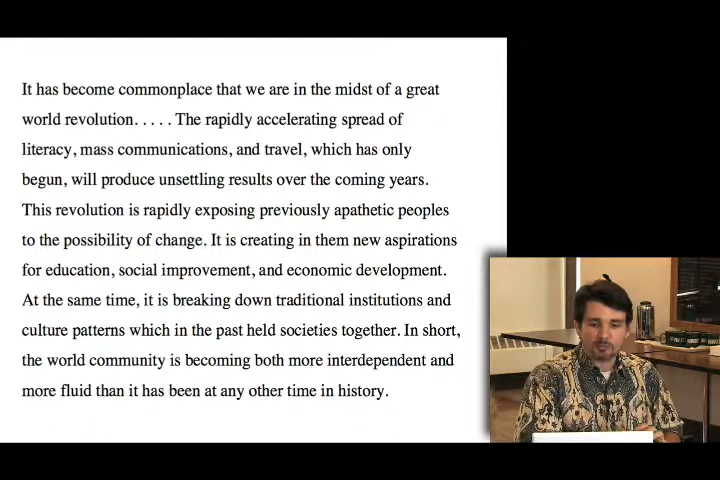 It has become commonplace that we are in the midst of a great
world revolution. . . . . The rapidly accelerating spread of
literacy, mass communications, and travel, which has only
begun, will produce unsettling results over the coming years.
This revolution is rapidly exposing previously apathetic peoples
to the possibility of change. It is creating in them new aspirations
for education, social improvement, and economic development.
At the same time, it is breaking down traditional institutions and
culture patterns which in the past held societies together. In short,
the world community is becoming both more interdependent and
more fluid than it has been at any other time in history.